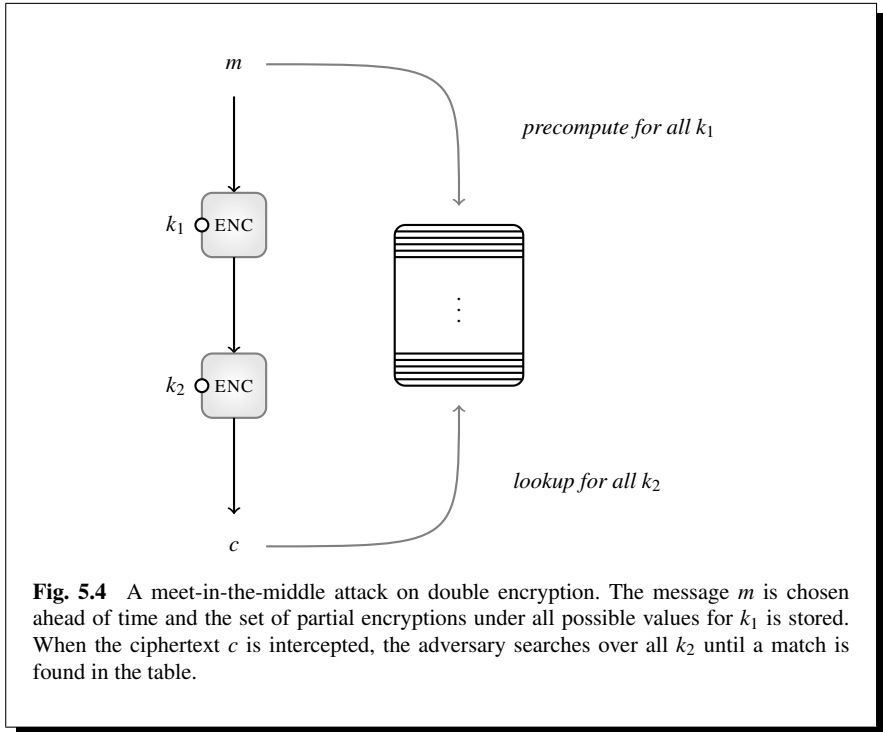 m
precompute for all k1
k1 ENC
k2 ENC
lookup for all k2
c
Fig. 5.4 A meet-in-the-middle attack on double encryption. The message m is chosen
ahead of time and the set of partial encryptions under all possible values for k1 is stored.
When the ciphertext c is intercepted, the adversary searches over all k2 until a match is
found in the table.